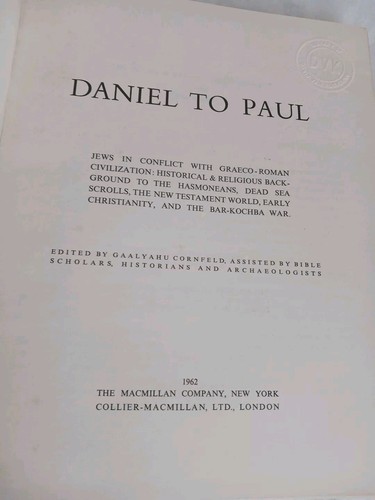 DANIEL TO PAUL
JEWS IN CONFLICT WITH GRAECO-ROMAN
CIVILIZATION: HISTORICAL & RELIGIOUS BACK-
GROUND TO THE HASMONEANS, DEAD SEA
SCROLLS, THE NEW TESTAMENT WORLD, EARLY
CHRISTIANITY, AND THE BAR-KOCHBA WAR.
EDITED BY GAALYAHU CORNFELD, ASSISTED BY BIBLE
SCHOLARS, HISTORIANS AND ARCHAEOLOGISTS
1962
THE MACMILLAN COMPANY, NEW YORK
COLLIER-MACMILLAN, LTD., LONDON